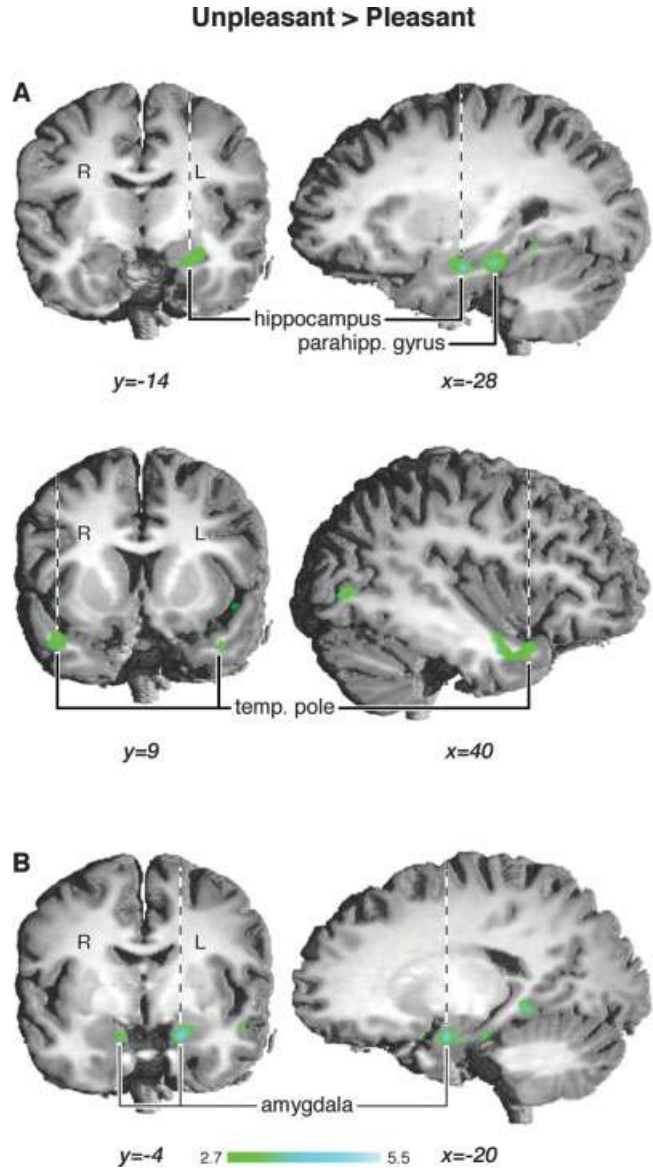 Unpleasant > Pleasant
A
R L
hippocampus
parahipp. gyrus
y=-14 x=-28
R L
temp. pole
y=9 x=40
B
R L
amygdala
y=-4 2.7 5.5 x=-20